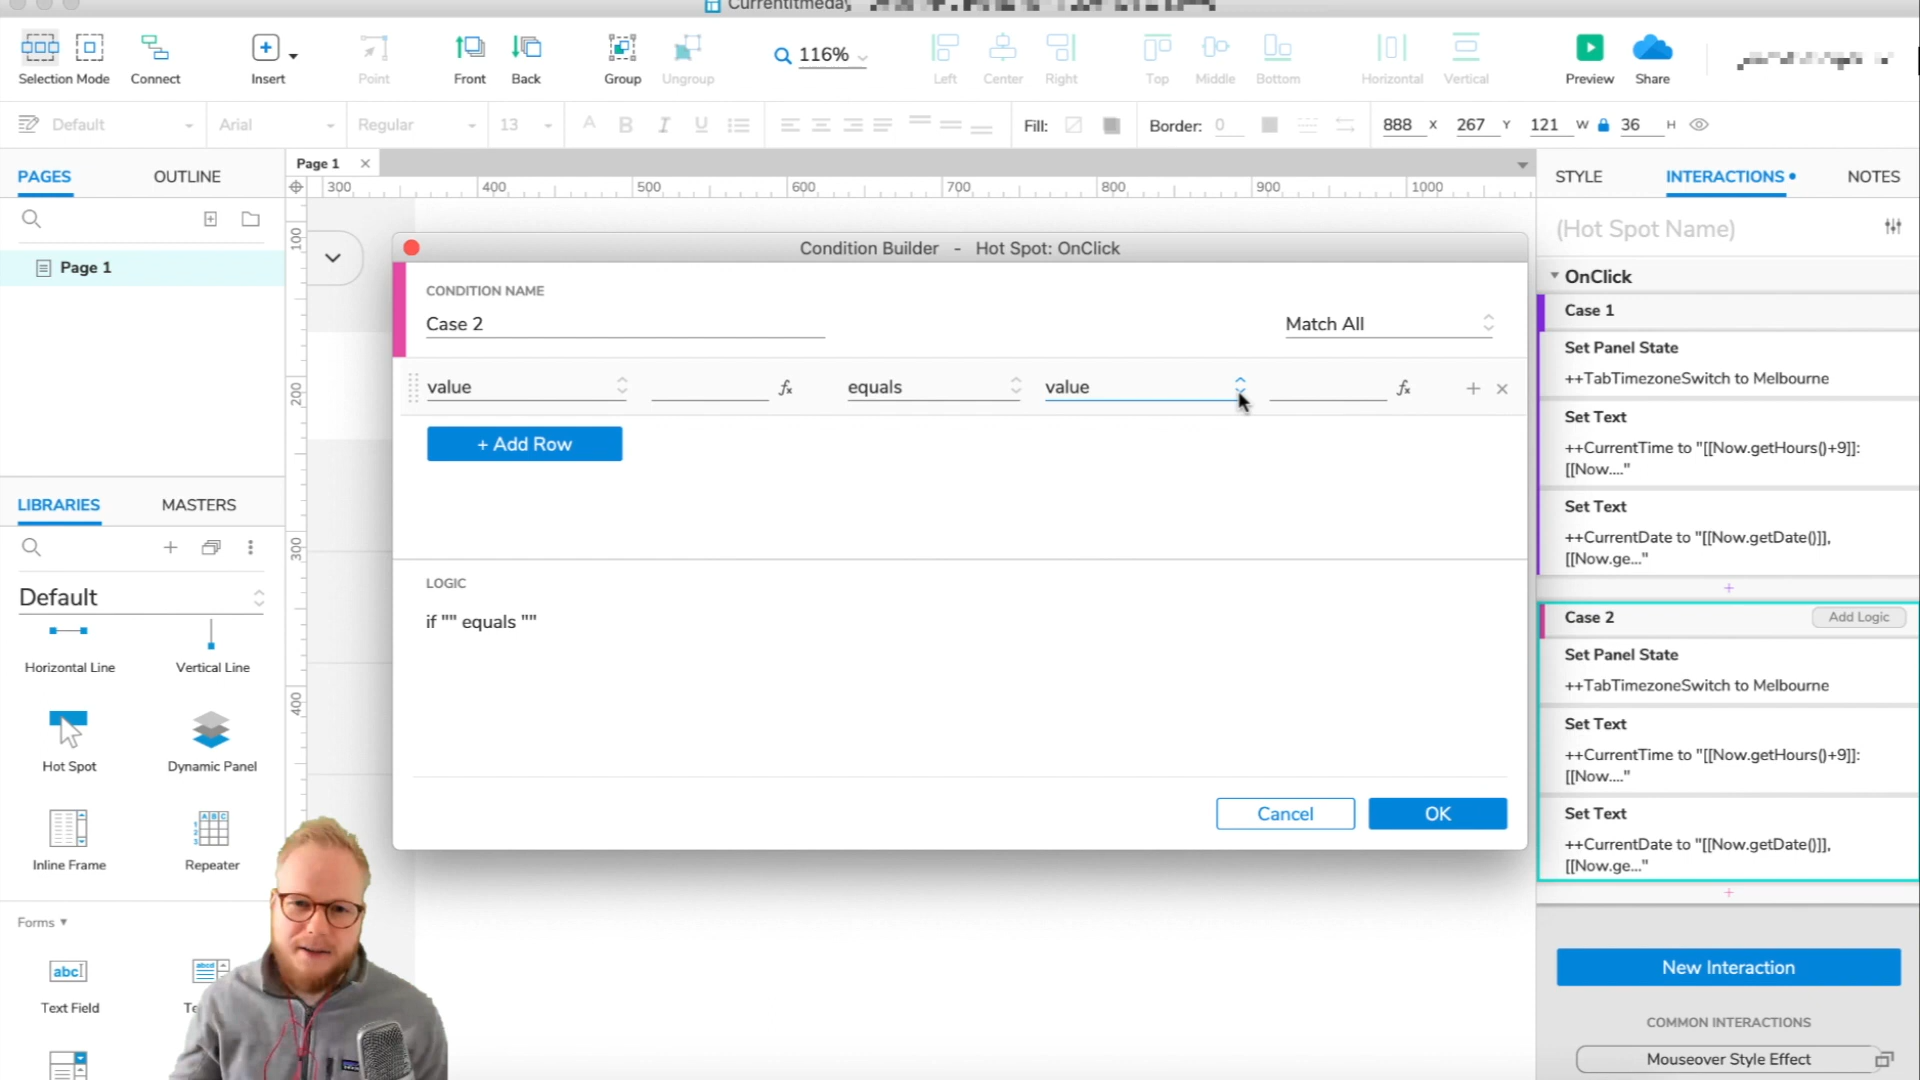 Currentitmeday
Selection Mode Connect Insert Point Front Back Group Ungroup 116% Left Center Right Top Middle Bottom Horizontal Vertical Preview Share
Default Arial Regular 13 A B I U Fill: Border: 0 888 X 267 Y 121 W 36 H
PAGES OUTLINE Page 1 STYLE INTERACTIONS NOTES
300 400 500 600 700 800 900 1000
(Hot Spot Name)
100
Page 1
Condition Builder - Hot Spot: OnClick
OnClick
CONDITION NAME
Case 1
Case 2 Match All
Set Panel State
++TabTimezoneSwitch to Melbourne
200
value fx equals value fx
Set Text
++CurrentTime to "[[Now.getHours()+9]]:
[[Now...."
+ Add Row
LIBRARIES MASTERS
Set Text
++CurrentDate to "[[Now.getDate()]],
[[Now.ge..."
300
LOGIC
Default
if "" equals ""
Case 2 Add Logic
Horizontal Line Vertical Line
Set Panel State
++TabTimezoneSwitch to Melbourne
400
Set Text
++CurrentTime to "[[Now.getHours()+9]]:
[[Now...."
Hot Spot Dynamic Panel
Cancel OK
Set Text
++CurrentDate to "[[Now.getDate()]],
[[Now.ge..."
A B C
1
2
3
Inline Frame Repeater
Forms
abc abcd
New Interaction
Text Field Te
COMMON INTERACTIONS
Mouseover Style Effect